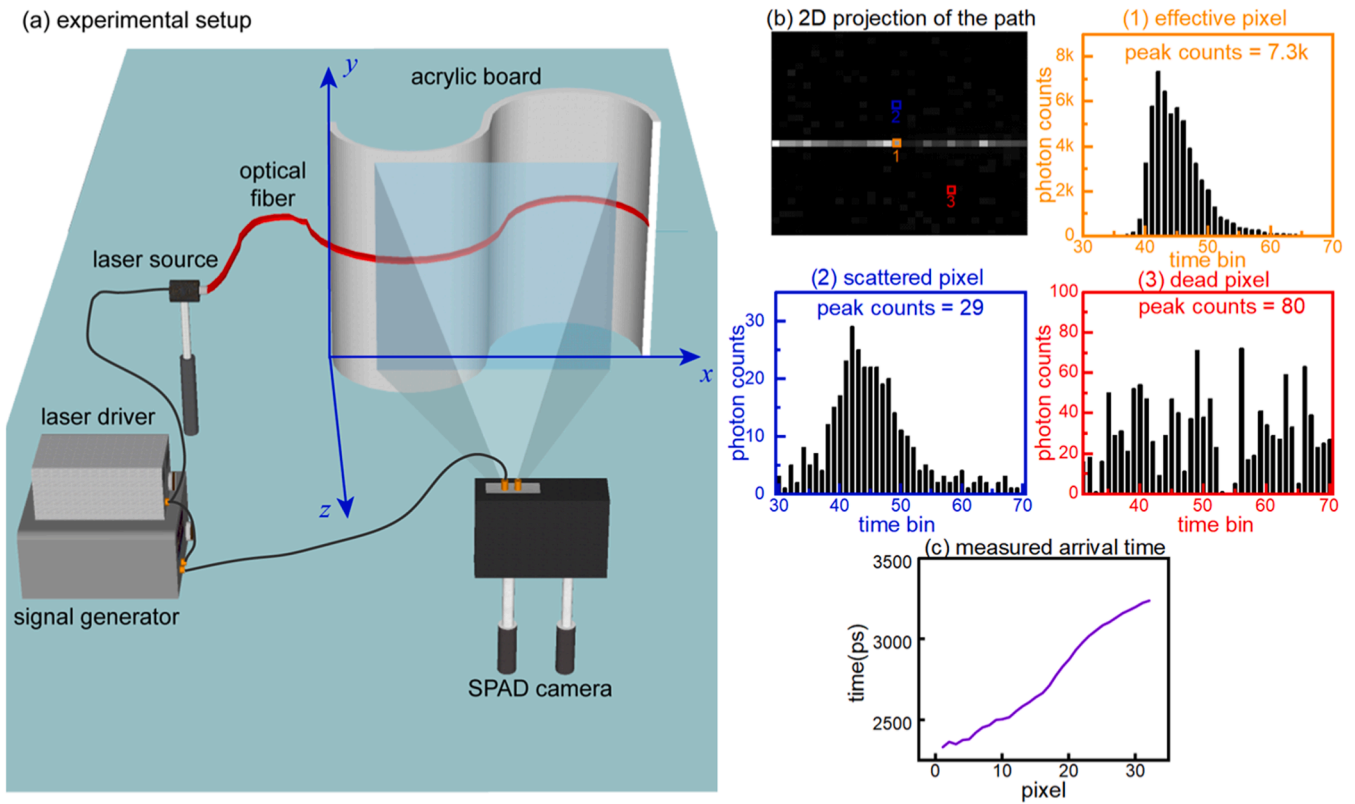 (a) experimental setup
y
acrylic board
optical
fiber
laser source
x
laser driver
z
signal generator
SPAD camera
(b) 2D projection of the path
2
1
3
(1) effective pixel
peak counts = 7.3k
photon counts
8k
6k
4k
2k
0
30 40 50 60 70
time bin
(2) scattered pixel
peak counts = 29
photon counts
30
20
10
0
30 40 50 60 70
time bin
(3) dead pixel
peak counts = 80
photon counts
100
80
60
40
20
0
40 50 60 70
time bin
(c) measured arrival time
time(ps)
3500
3000
2500
0 10 20 30
pixel